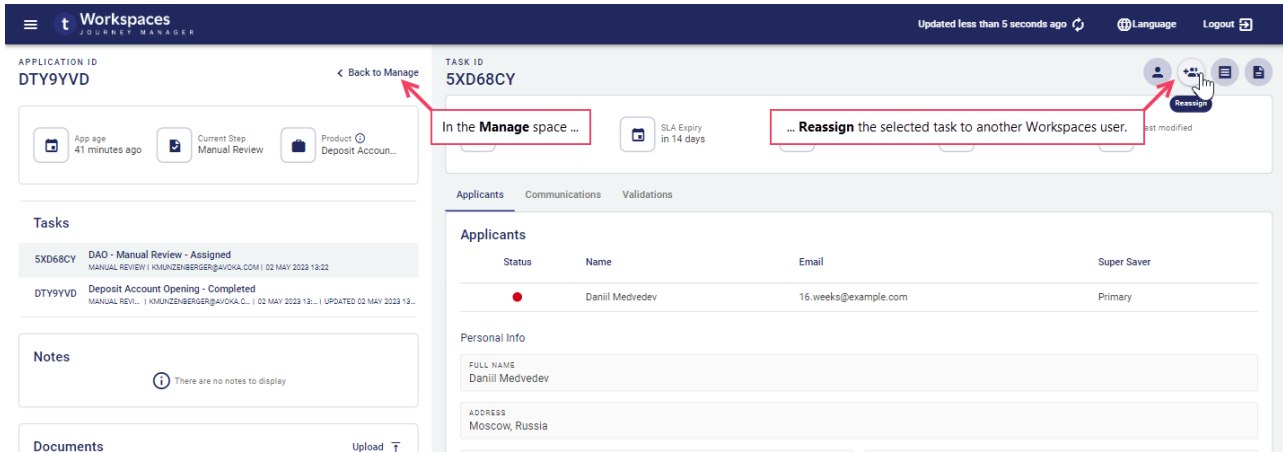 t Workspaces
JOURNEY MANAGER
Updated less than 5 seconds ago
Language
Logout
APPLICATION ID
DTY9YVD
Back to Manage
TASK ID
5XD68CY
In the Manage space ...
... Reassign the selected task to another Workspaces user.
Reassign
App age
41 minutes ago
Current Step
Manual Review
Product
Deposit Accoun...
SLA Expiry
in 14 days
last modified
Applicants
Communications
Validations
Tasks
5XD68CY
DAO - Manual Review - Assigned
MANUAL REVIEW | KMUNZENBERGER@AVOKA.COM | 02 MAY 2023 13:22
DTY9YVD
Deposit Account Opening - Completed
MANUAL REVI... | KMUNZENBERGER@AVOKA.C... | 02 MAY 2023 13:... | UPDATED 02 MAY 2023 13...
Notes
There are no notes to display
Documents
Upload
Applicants
Status
Name
Email
Super Saver
Daniil Medvedev
16.weeks@example.com
Primary
Personal Info
FULL NAME
Daniil Medvedev
ADDRESS
Moscow, Russia